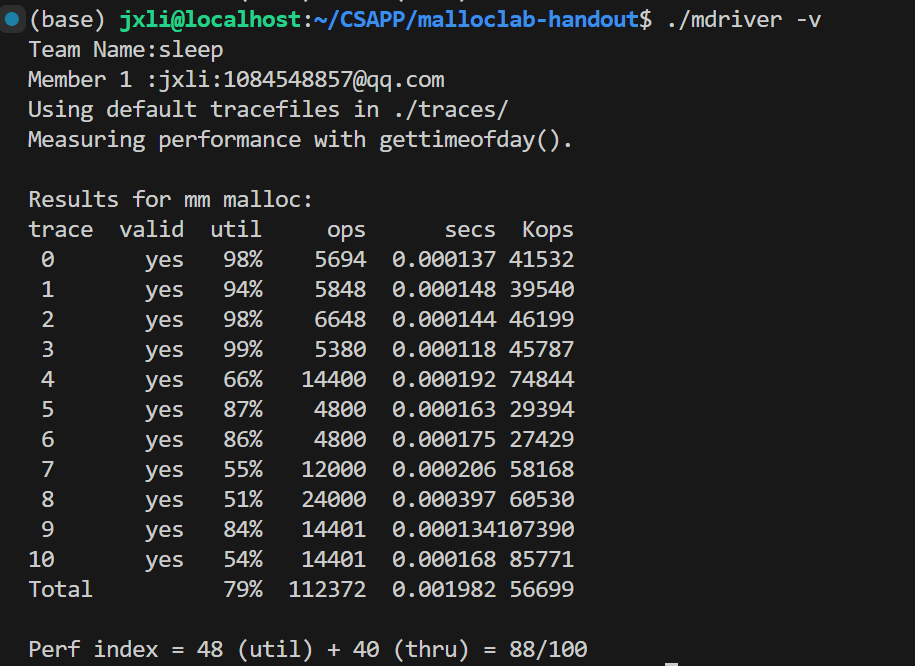 (base) jxli@localhost:~/CSAPP/malloclab-handout$ ./mdriver -v
Team Name:sleep
Member 1 :jxli:1084548857@qq.com
Using default tracefiles in ./traces/
Measuring performance with gettimeofday().
Results for mm malloc:
trace  valid  util     ops      secs  Kops
 0       yes   98%    5694  0.000137 41532
 1       yes   94%    5848  0.000148 39540
 2       yes   98%    6648  0.000144 46199
 3       yes   99%    5380  0.000118 45787
 4       yes   66%   14400  0.000192 74844
 5       yes   87%    4800  0.000163 29394
 6       yes   86%    4800  0.000175 27429
 7       yes   55%   12000  0.000206 58168
 8       yes   51%   24000  0.000397 60530
 9       yes   84%   14401  0.000134107390
10       yes   54%   14401  0.000168 85771
Total          79%  112372  0.001982 56699
Perf index = 48 (util) + 40 (thru) = 88/100